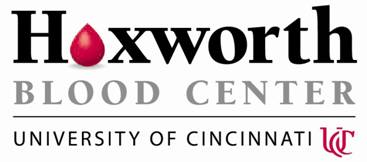 Hoxworth
BLOOD CENTER
UNIVERSITY OF CINCINNATI UC